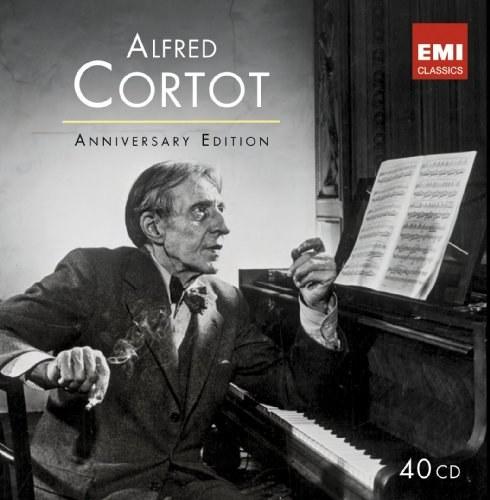 ALFRED
CORTOT
ANNIVERSARY EDITION
EMI
CLASSICS
40 CD